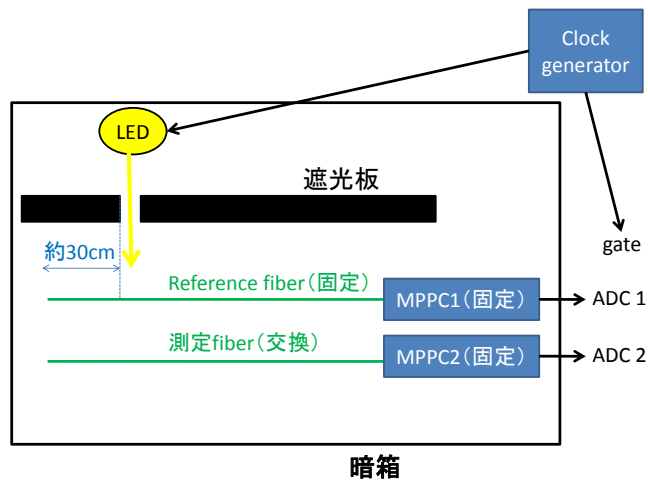 Clock
generator
LED
遮光板
gate
約30cm
Reference fiber(固定)
MPPC1(固定)
ADC 1
測定fiber(交換)
MPPC2(固定)
ADC 2
暗箱